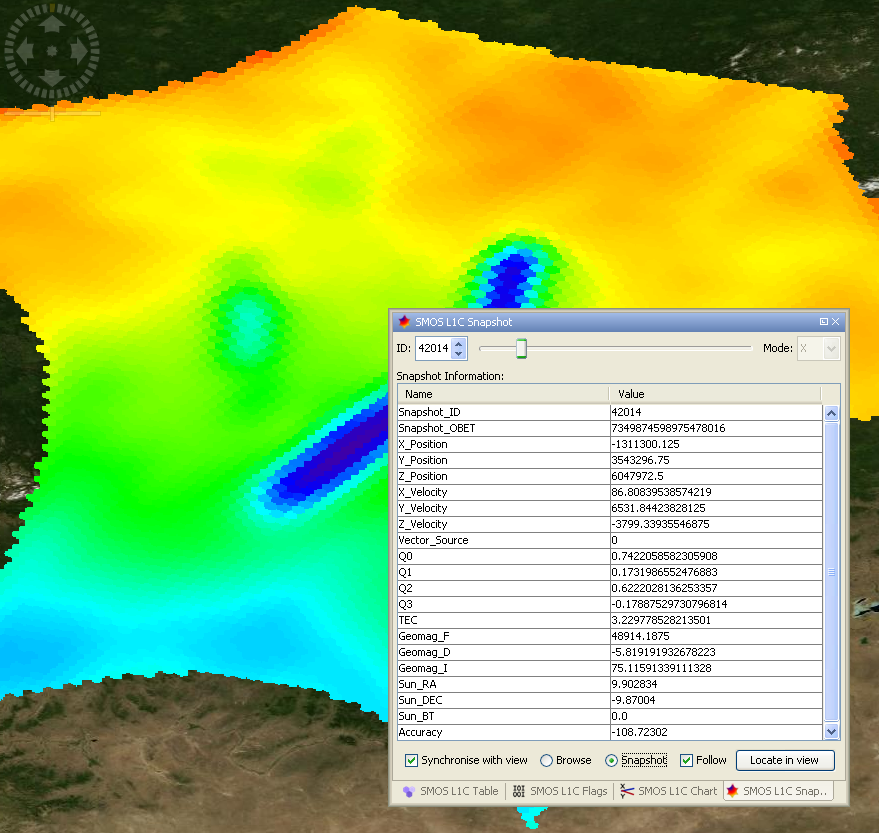 SMOS L1C Snapshot
ID: 42014 Mode: X
Snapshot Information:
Name Value
Snapshot_ID 42014
Snapshot_OBET 7349874598975478016
X_Position -1311300.125
Y_Position 3543296.75
Z_Position 6047972.5
X_Velocity 86.80839538574219
Y_Velocity 6531.84423828125
Z_Velocity -3799.33935546875
Vector_Source 0
Q0 0.7422058582305908
Q1 0.1731986552476883
Q2 0.6222028136253357
Q3 -0.17887529730796814
TEC 3.229778528213501
Geomag_F 48914.1875
Geomag_D -5.819191932678223
Geomag_I 75.11591339111328
Sun_RA 9.902834
Sun_DEC -9.87004
Sun_BT 0.0
Accuracy -108.72302
Synchronise with view Browse Snapshot Follow Locate in view
SMOS L1C Table SMOS L1C Flags SMOS L1C Chart SMOS L1C Snap..